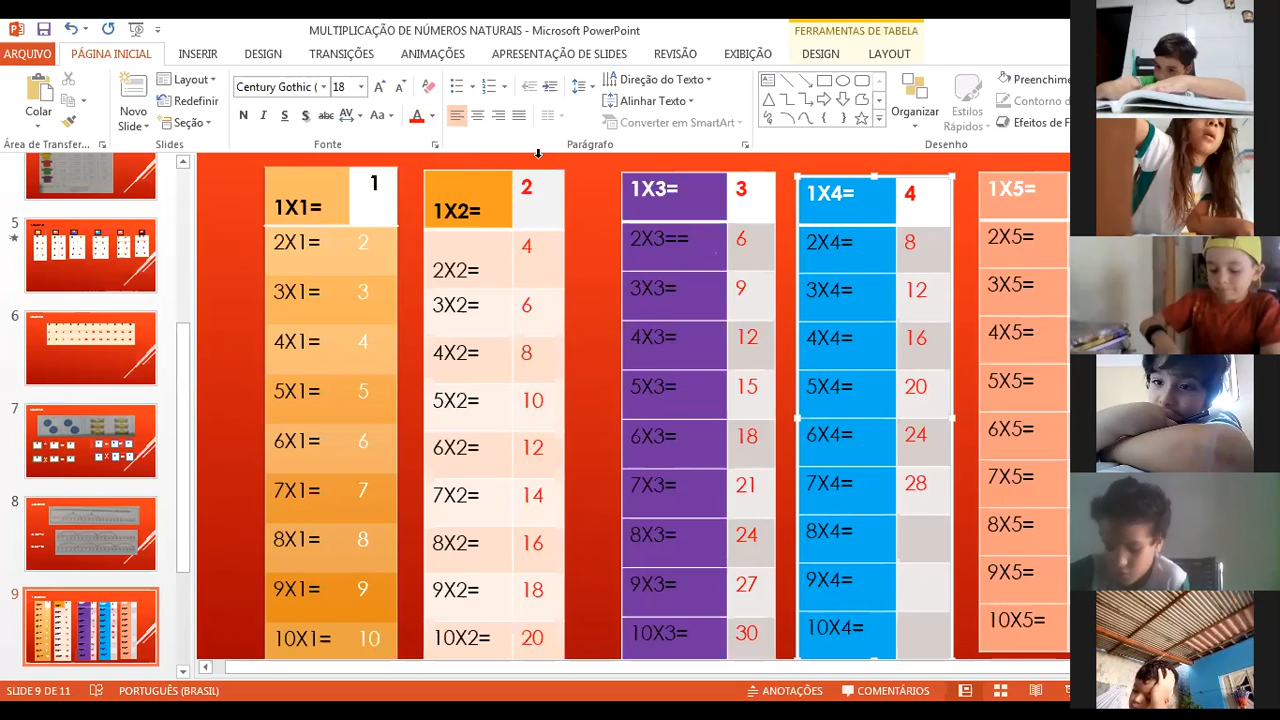 MULTIPLICAÇÃO DE NÚMEROS NATURAIS - Microsoft PowerPoint
FERRAMENTAS DE TABELA
ARQUIVO PÁGINA INICIAL INSERIR DESIGN TRANSIÇÕES ANIMAÇÕES APRESENTAÇÃO DE SLIDES REVISÃO EXIBIÇÃO DESIGN LAYOUT
Colar
Novo
Slide
Layout
Redefinir
Seção
Century Gothic ( 18
Direção do Texto
Alinhar Texto
Converter em SmartArt
Organizar
Estilos
Rápidos
Preenchime
Contorno d
Efeitos de F
Área de Transfer... Slides Fonte Parágrafo Desenho
5
6
7
8
9
1X1= 1
2X1= 2
3X1= 3
4X1= 4
5X1= 5
6X1= 6
7X1= 7
8X1= 8
9X1= 9
10X1= 10
1X2= 2
2X2= 4
3X2= 6
4X2= 8
5X2= 10
6X2= 12
7X2= 14
8X2= 16
9X2= 18
10X2= 20
1X3= 3
2X3== 6
3X3= 9
4X3= 12
5X3= 15
6X3= 18
7X3= 21
8X3= 24
9X3= 27
10X3= 30
1X4= 4
2X4= 8
3X4= 12
4X4= 16
5X4= 20
6X4= 24
7X4= 28
8X4=
9X4=
10X4=
1X5=
2X5=
3X5=
4X5=
5X5=
6X5=
7X5=
8X5=
9X5=
10X5=
SLIDE 9 DE 11 PORTUGUÊS (BRASIL) ANOTAÇÕES COMENTÁRIOS